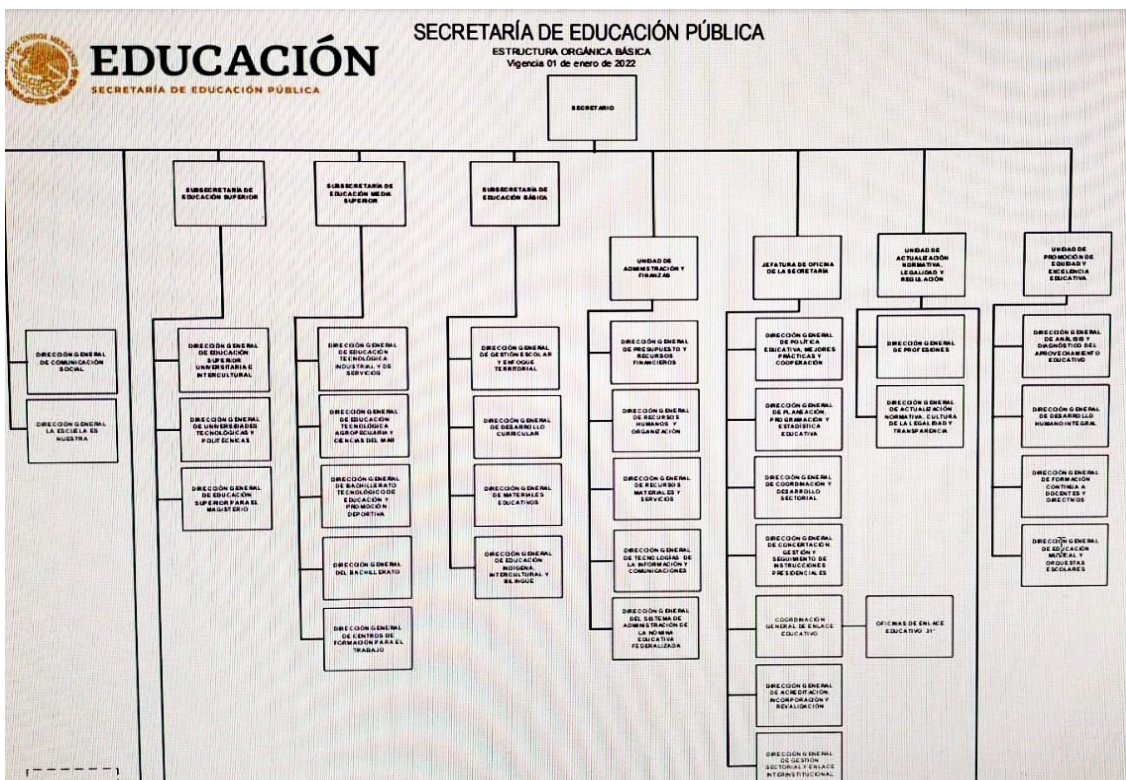 EDUCACIÓN
SECRETARÍA DE EDUCACIÓN PÚBLICA
SECRETARÍA DE EDUCACIÓN PÚBLICA
ESTRUCTURA ORGÁNICA BÁSICA
Vigencia 01 de enero de 2022
SECRETARIO
SUBSECRETARÍA DE
EDUCACIÓN SUPERIOR
SUBSECRETARÍA DE
EDUCACIÓN MEDIA
SUPERIOR
SUBSECRETARÍA DE
EDUCACIÓN BÁSICA
UNIDAD DE
ADMINISTRACIÓN Y
FINANZAS
JEFATURA DE OFICINA
DE LA SECRETARÍA
UNIDAD DE
ACTUALIZACIÓN
NORMATIVA,
LEGALIDAD Y
REGULACIÓN
UNIDAD DE
PROMOCIÓN DE
EQUIDAD Y
EXCELENCIA
EDUCATIVA
DIRECCIÓN GENERAL
DE COMUNICACIÓN
SOCIAL
DIRECCIÓN GENERAL
LA ESCUELA ES
NUESTRA
DIRECCIÓN GENERAL
DE EDUCACIÓN
SUPERIOR
UNIVERSITARIA E
INTERCULTURAL
DIRECCIÓN GENERAL
DE UNIVERSIDADES
TECNOLÓGICAS Y
POLITÉCNICAS
DIRECCIÓN GENERAL
DE EDUCACIÓN
SUPERIOR PARA EL
MAGISTERIO
DIRECCIÓN GENERAL
DE EDUCACIÓN
TECNOLÓGICA
INDUSTRIAL Y DE
SERVICIOS
DIRECCIÓN GENERAL
DE EDUCACIÓN
TECNOLÓGICA
AGROPECUARIA Y
CIENCIAS DEL MAR
DIRECCIÓN GENERAL
DE BACHILLERATO
TECNOLÓGICO DE
EDUCACIÓN Y
PROMOCIÓN
DEPORTIVA
DIRECCIÓN GENERAL
DEL BACHILLERATO
DIRECCIÓN GENERAL
DE CENTROS DE
FORMACIÓN PARA EL
TRABAJO
DIRECCIÓN GENERAL
DE GESTIÓN ESCOLAR
Y ENFOQUE
TERRITORIAL
DIRECCIÓN GENERAL
DE DESARROLLO
CURRICULAR
DIRECCIÓN GENERAL
DE MATERIALES
EDUCATIVOS
DIRECCIÓN GENERAL
DE EDUCACIÓN
INDÍGENA,
INTERCULTURAL Y
BILINGÜE
DIRECCIÓN GENERAL
DE PRESUPUESTO Y
RECURSOS
FINANCIEROS
DIRECCIÓN GENERAL
DE RECURSOS
HUMANOS Y
ORGANIZACIÓN
DIRECCIÓN GENERAL
DE RECURSOS
MATERIALES Y
SERVICIOS
DIRECCIÓN GENERAL
DE TECNOLOGÍAS DE
LA INFORMACIÓN Y
COMUNICACIONES
DIRECCIÓN GENERAL
DEL SISTEMA DE
ADMINISTRACIÓN DE
LA NÓMINA
EDUCATIVA
FEDERALIZADA
DIRECCIÓN GENERAL
DE POLÍTICA
EDUCATIVA, MEJORES
PRÁCTICAS Y
COOPERACIÓN
DIRECCIÓN GENERAL
DE PLANEACIÓN,
PROGRAMACIÓN Y
ESTADÍSTICA
EDUCATIVA
DIRECCIÓN GENERAL
DE COORDINACIÓN Y
DESARROLLO
SECTORIAL
DIRECCIÓN GENERAL
DE CONCERTACIÓN,
GESTIÓN Y
SEGUIMIENTO DE
INSTRUCCIONES
PRESIDENCIALES
COORDINACIÓN
GENERAL DE ENLACE
EDUCATIVO
OFICINAS DE ENLACE
EDUCATIVO 31*
DIRECCIÓN GENERAL
DE ACREDITACIÓN,
INCORPORACIÓN Y
REVALIDACIÓN
DIRECCIÓN GENERAL
DE GESTIÓN
SECTORIAL Y ENLACE
INTERINSTITUCIONAL
DIRECCIÓN GENERAL
DE PROFESIONES
DIRECCIÓN GENERAL
DE ACTUALIZACIÓN
NORMATIVA, CULTURA
DE LA LEGALIDAD Y
TRANSPARENCIA
DIRECCIÓN GENERAL
DE ANÁLISIS Y
DIAGNÓSTICO DEL
APROVECHAMIENTO
EDUCATIVO
DIRECCIÓN GENERAL
DE DESARROLLO
HUMANO INTEGRAL
DIRECCIÓN GENERAL
DE FORMACIÓN
CONTINUA A
DOCENTES Y
DIRECTIVOS
DIRECCIÓN GENERAL
DE EDUCACIÓN
MUSICAL Y
ORQUESTAS
ESCOLARES